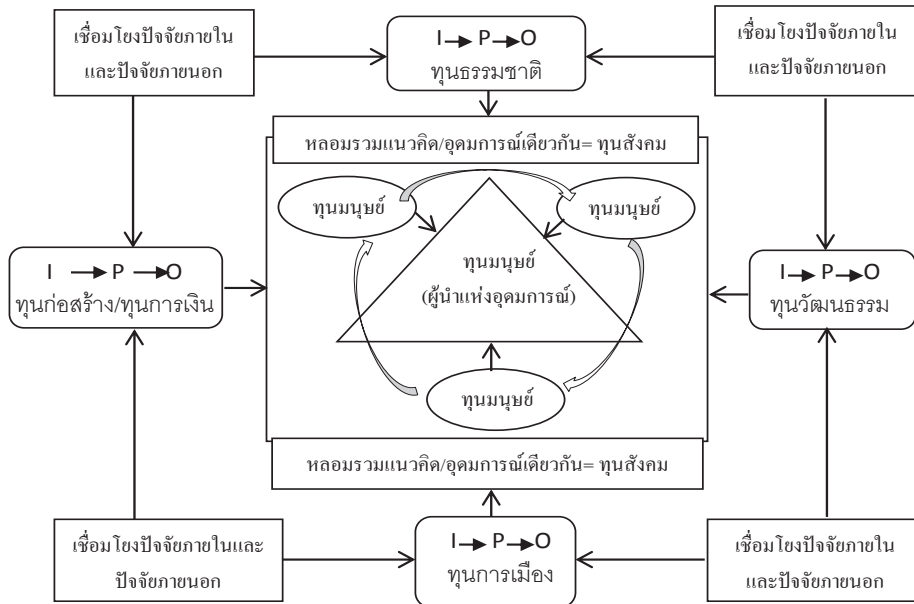 เชื่อมโยงปัจจัยภายใน
และปัจจัยภายนอก
I P O
ทุนธรรมชาติ
เชื่อมโยงปัจจัยภายใน
และปัจจัยภายนอก
หลอมรวมแนวคิด/อุดมการณ์เดียวกัน= ทุนสังคม
ทุนมนุษย์
ทุนมนุษย์
I P O
ทุนก่อสร้าง/ทุนการเงิน
ทุนมนุษย์
(ผู้นำแห่งอุดมการณ์)
I P O
ทุนวัฒนธรรม
ทุนมนุษย์
หลอมรวมแนวคิด/อุดมการณ์เดียวกัน= ทุนสังคม
เชื่อมโยงปัจจัยภายในและ
ปัจจัยภายนอก
I P O
ทุนการเมือง
เชื่อมโยงปัจจัยภายใน
และปัจจัยภายนอก